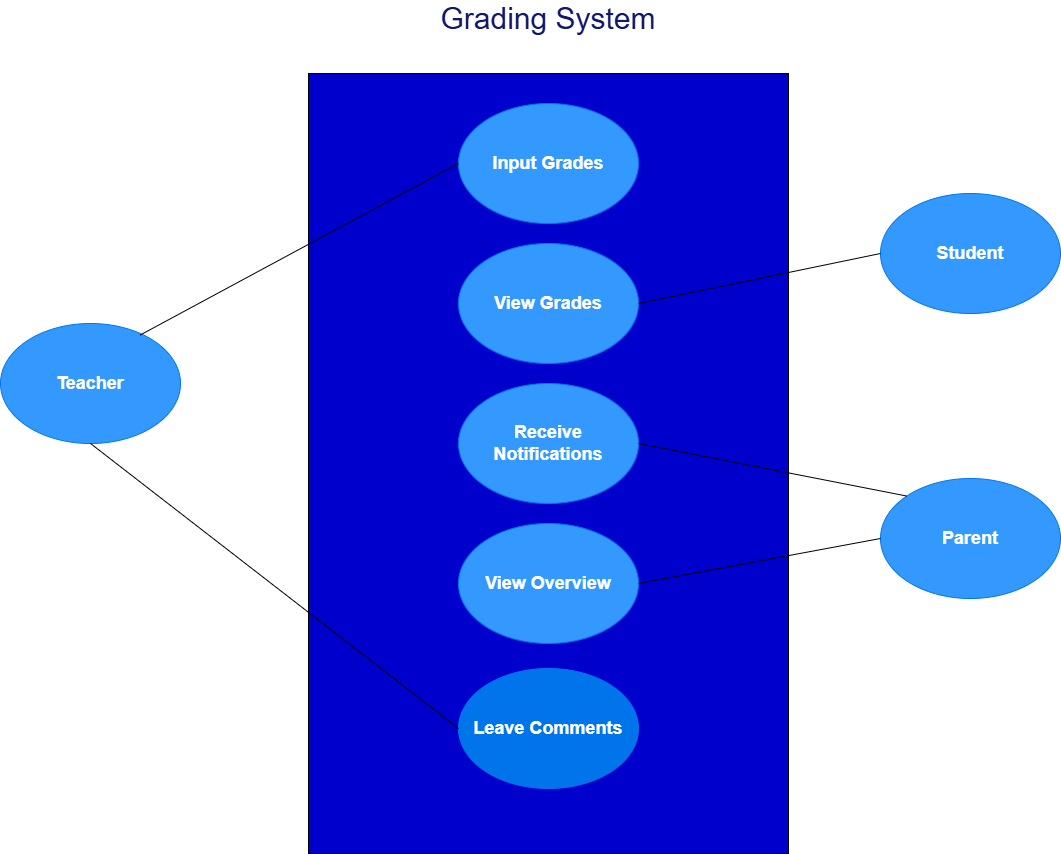 Grading System
Input Grades
Student
View Grades
Teacher
Receive
Notifications
Parent
View Overview
Leave Comments